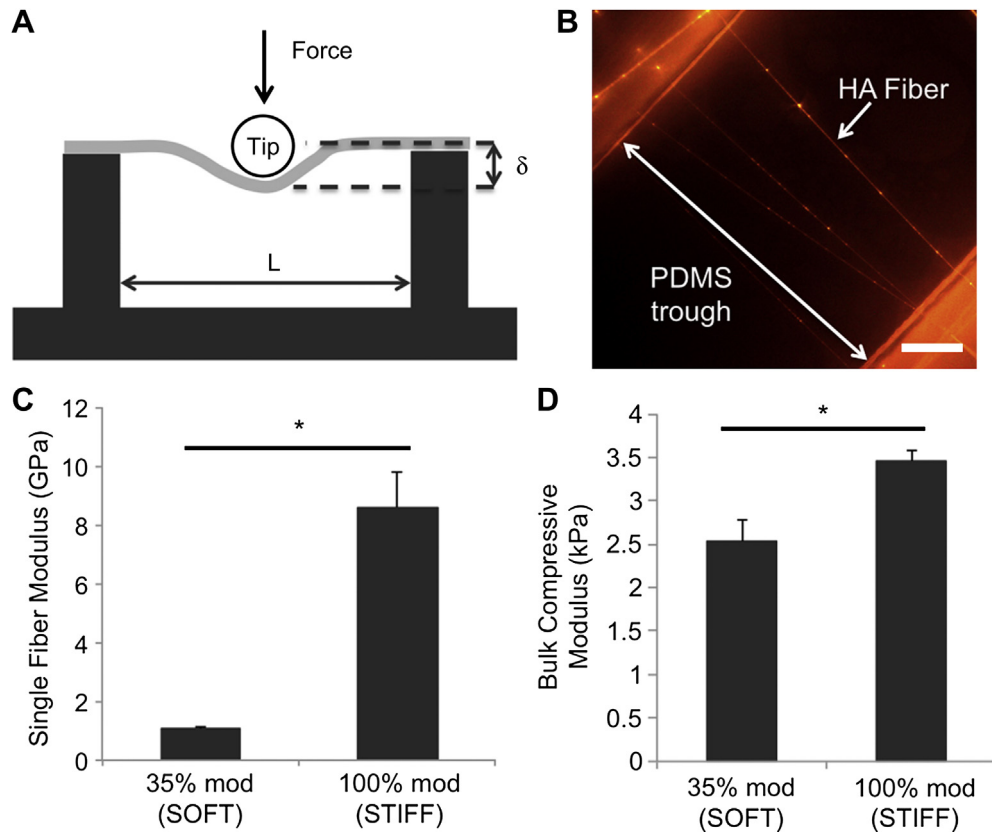 A
Force
Tip
δ
L
B
HA Fiber
PDMS
trough
C
Single Fiber Modulus (GPa)
12
10
8
6
4
2
0
*
35% mod
(SOFT)
100% mod
(STIFF)
D
Bulk Compressive
Modulus (kPa)
4
3.5
3
2.5
2
1.5
1
0.5
0
*
35% mod
(SOFT)
100% mod
(STIFF)